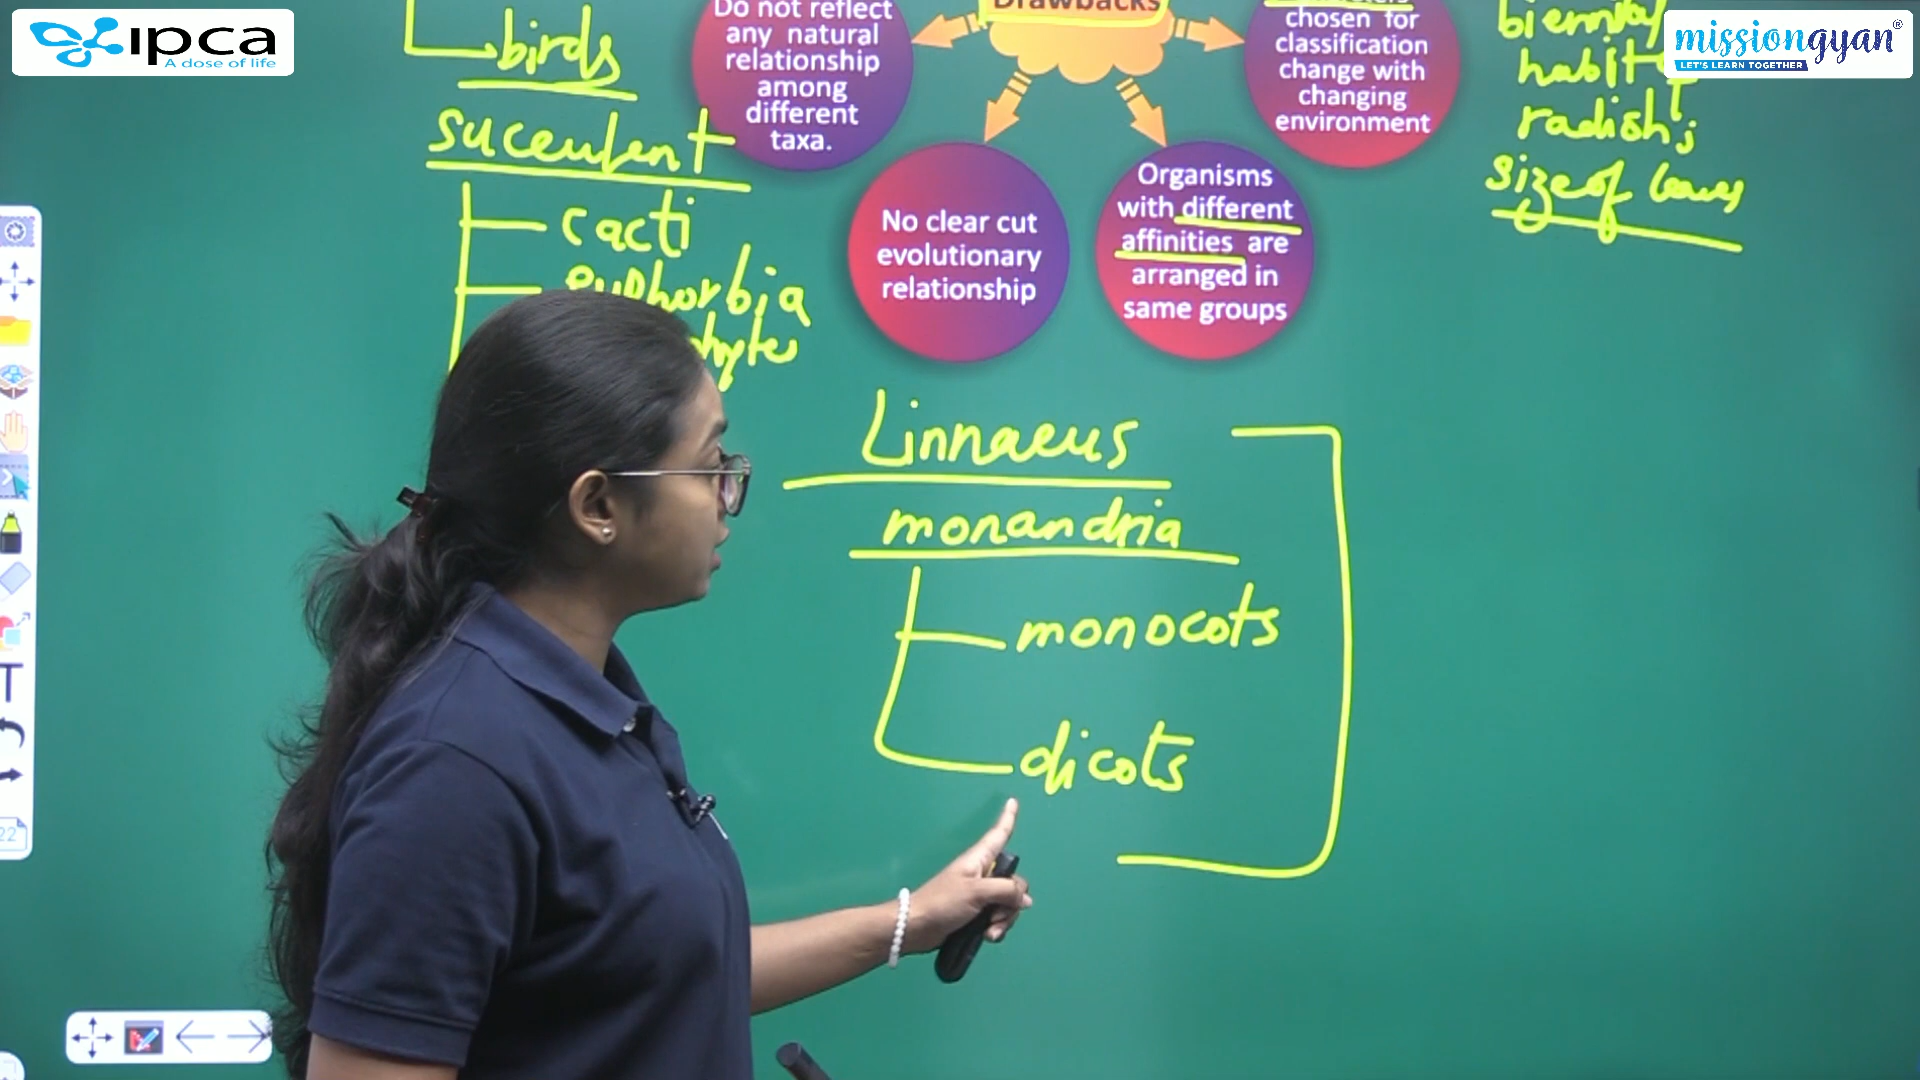 ipca
A dose of life
missiongyan®
LET'S LEARN TOGETHER
birds
succulent
cacti
euphorbia
Do not reflect
any natural
relationship
among
different
taxa.
Drawbacks
chosen for
classification
change with
changing
environment
No clear cut
evolutionary
relationship
Organisms
with different
affinities are
arranged in
same groups
habit
radish;
size of leaves
Linnaeus
monandria
monocots
dicots
22